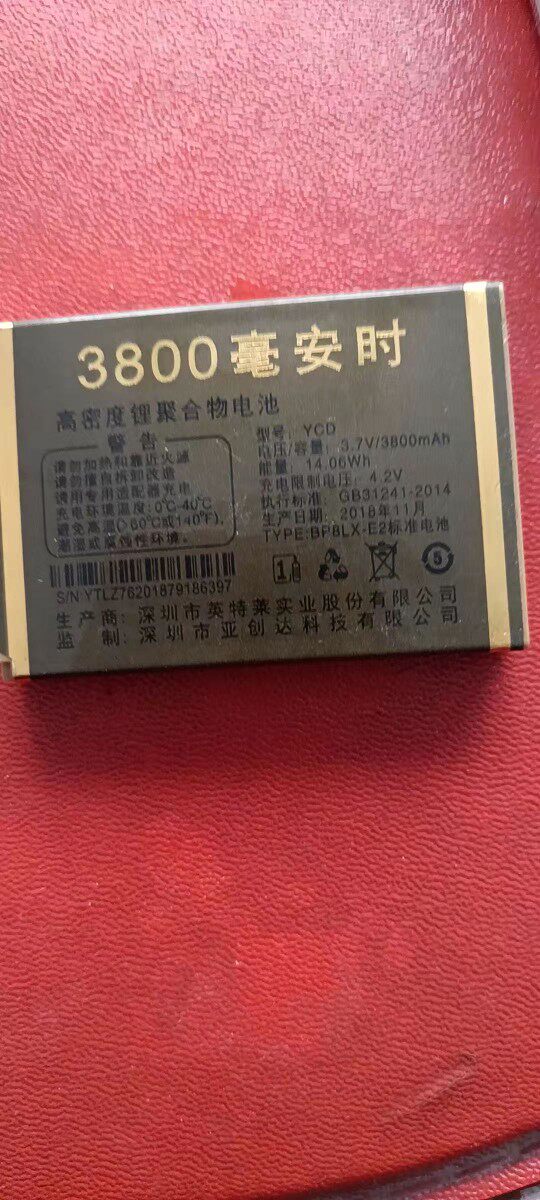 3800毫安时
高密度锂聚合物电池
警告
请勿加热和靠近火源
请勿擅自拆卸改造
请用专用适配器充电
充电环境温度:0℃-40℃
避免高温(>60℃或140℉),
潮湿或腐蚀性环境。
S/N YTLZ76201879186397
型号: YCD
电压/容量: 3.7V/3800mAh
能量: 14.06Wh
充电限制电压: 4.2V
执行标准: GB31241-2014
生产日期: 2018年11月
TYPE:BP8LX-E2标准电池
1
5
生产商:深圳市英特莱实业股份有限公司
监 制:深圳市亚创达科技有限公司